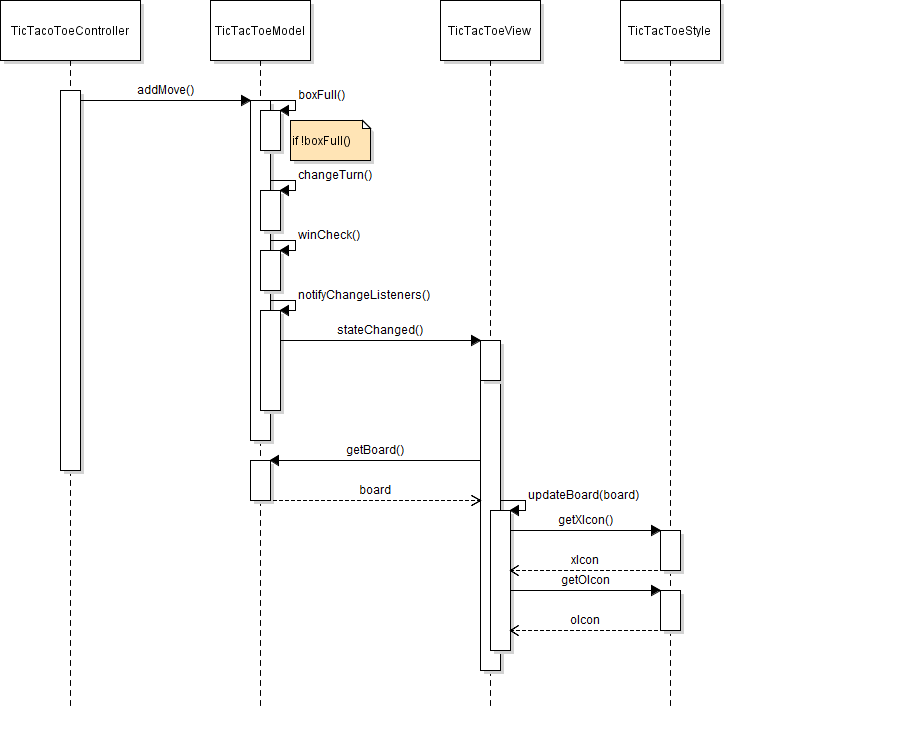 TicTacoToeController
TicTacToeModel
TicTacToeView
TicTacToeStyle
addMove()
boxFull()
if !boxFull()
changeTurn()
winCheck()
notifyChangeListeners()
stateChanged()
getBoard()
board
updateBoard(board)
getXIcon()
xIcon
getOIcon
oIcon